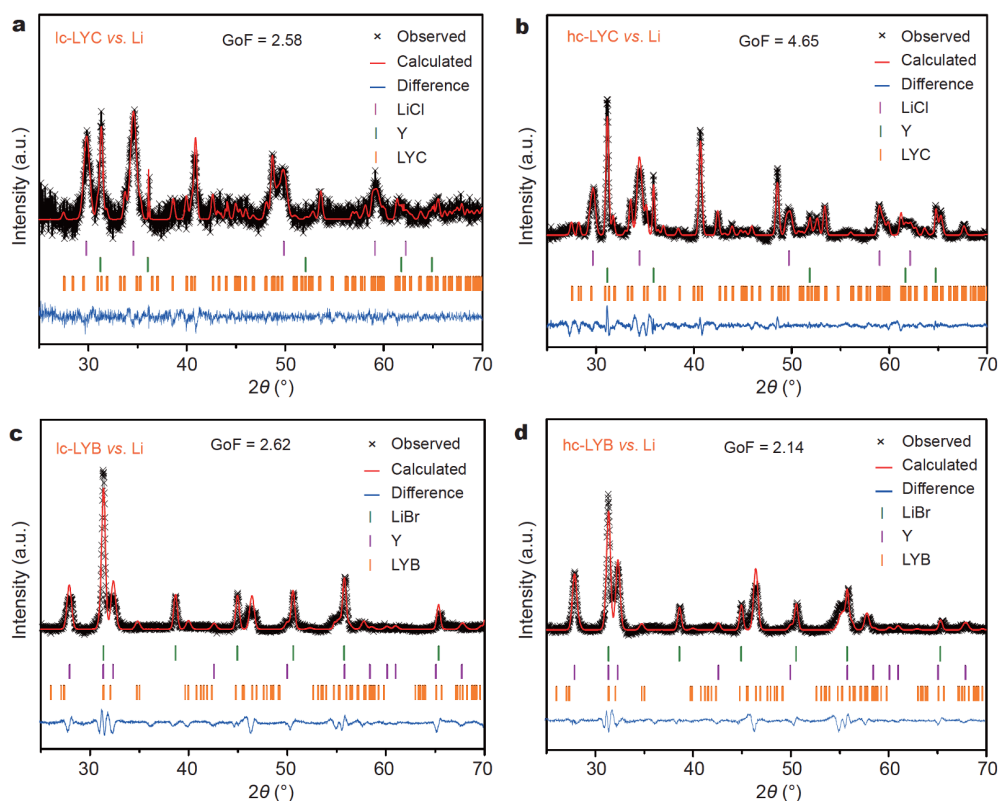 a
lc-LYC vs. Li
GoF = 2.58
× Observed
Calculated
Difference
LiCl
Y
LYC
Intensity (a.u.)
30 40 50 60 70
2θ (°)
b
hc-LYC vs. Li
GoF = 4.65
× Observed
Calculated
Difference
LiCl
Y
LYC
Intensity (a.u.)
30 40 50 60 70
2θ (°)
c
lc-LYB vs. Li
GoF = 2.62
× Observed
Calculated
Difference
LiBr
Y
LYB
Intensity (a.u.)
30 40 50 60 70
2θ (°)
d
hc-LYB vs. Li
GoF = 2.14
× Observed
Calculated
Difference
LiBr
Y
LYB
Intensity (a.u.)
30 40 50 60 70
2θ (°)